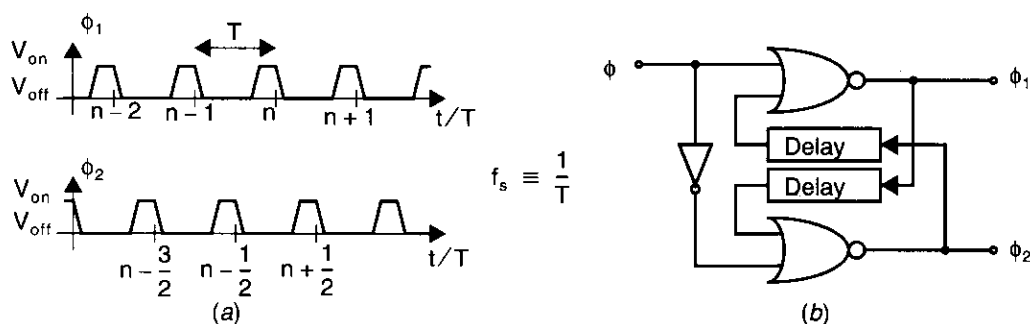 ϕ1
T
Von
Voff
n – 2
n – 1
n
n + 1
t/T
ϕ2
Von
Voff
n – 3/2
n – 1/2
n + 1/2
t/T
(a)
fs ≡ 1/T
ϕ
ϕ1
Delay
Delay
ϕ2
(b)